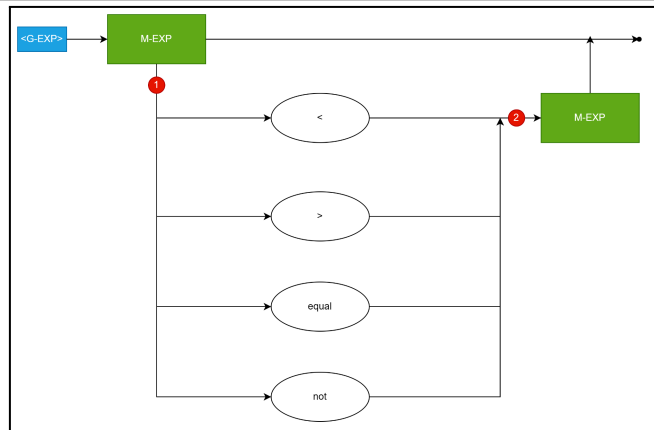 <G-EXP>
M-EXP
1
<
2
M-EXP
>
equal
not